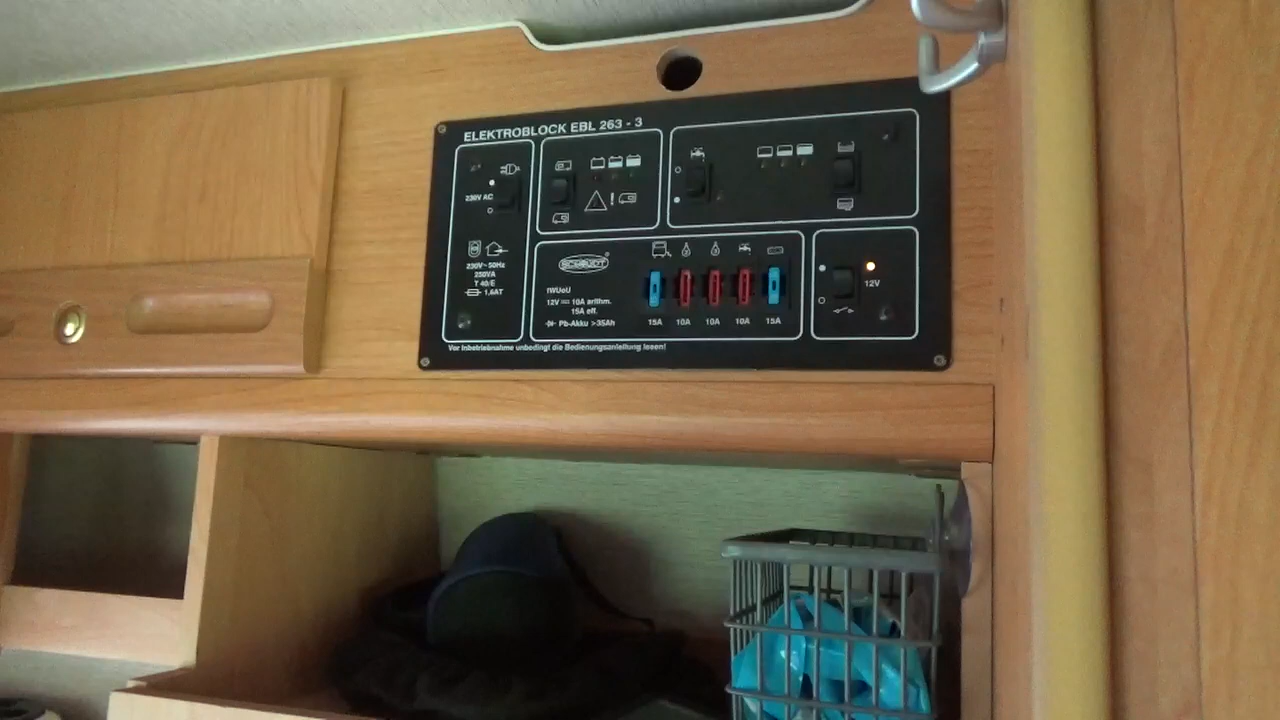 ELEKTROBLOCK EBL 263 - 3
230V AC
230V~ 50Hz
250VA
T 40/E
1,6AT
SCHAUDT
IWUoU
12V 10A arithm.
15A eff.
Pb-Akku >35Ah
15A 10A 10A 10A 15A
12V
Vor Inbetriebnahme unbedingt die Bedienungsanleitung lesen!